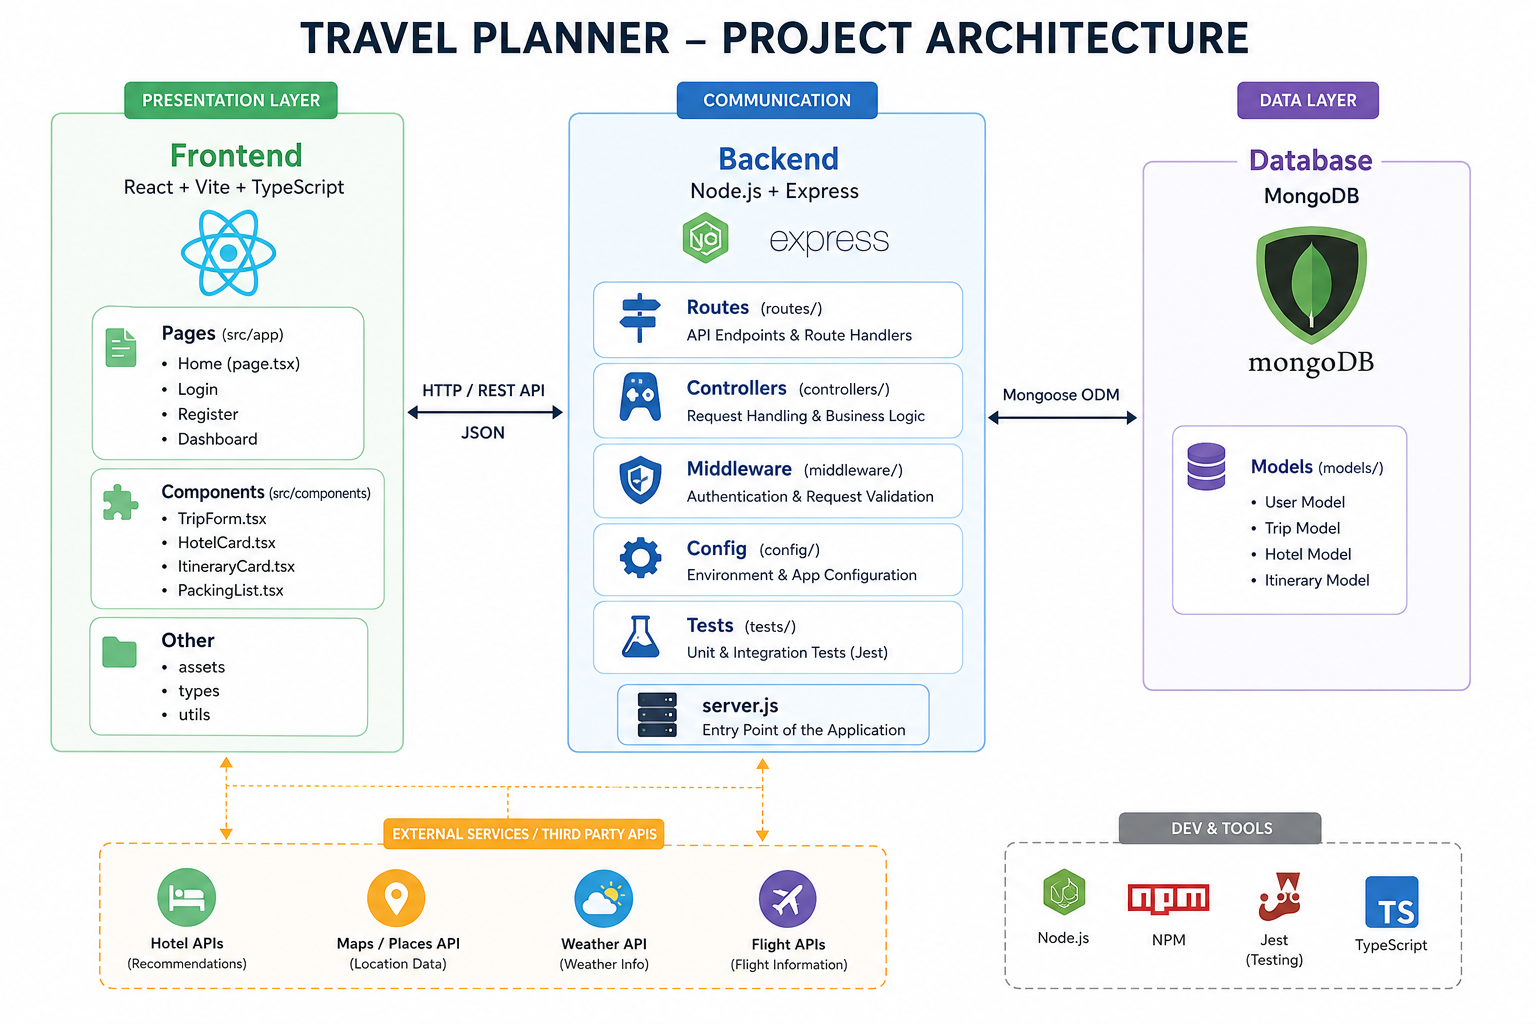 TRAVEL PLANNER – PROJECT ARCHITECTURE
PRESENTATION LAYER
Frontend
React + Vite + TypeScript
Pages (src/app)
• Home (page.tsx)
• Login
• Register
• Dashboard
Components (src/components)
• TripForm.tsx
• HotelCard.tsx
• ItineraryCard.tsx
• PackingList.tsx
Other
• assets
• types
• utils
HTTP / REST API
JSON
COMMUNICATION
Backend
Node.js + Express
express
Routes (routes/)
API Endpoints & Route Handlers
Controllers (controllers/)
Request Handling & Business Logic
Middleware (middleware/)
Authentication & Request Validation
Config (config/)
Environment & App Configuration
Tests (tests/)
Unit & Integration Tests (Jest)
server.js
Entry Point of the Application
Mongoose ODM
DATA LAYER
Database
MongoDB
mongoDB
Models (models/)
• User Model
• Trip Model
• Hotel Model
• Itinerary Model
EXTERNAL SERVICES / THIRD PARTY APIS
Hotel APIs
(Recommendations)
Maps / Places API
(Location Data)
Weather API
(Weather Info)
Flight APIs
(Flight Information)
DEV & TOOLS
Node.js
npm
NPM
Jest
(Testing)
TS
TypeScript